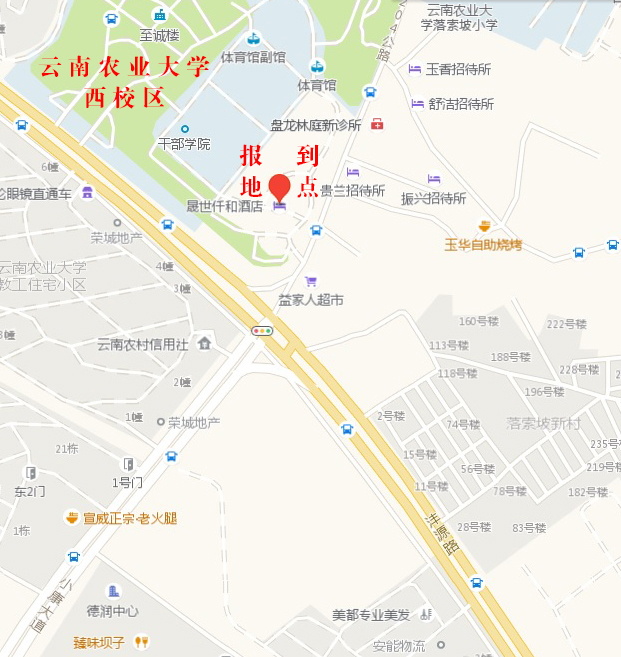 至诚楼
云南农业大
学落索坡小学
204公路
体育馆副馆
云南农业大学
西校区
玉香招待所
体育馆
舒洁招待所
盘龙林庭新诊所
干部学院
报到
地点
6幢
贵兰招待所
眼镜直通车
晟世仟和酒店
振兴招待所
荣城地产
玉华自助烧烤
云南农业大学
教工住宅小区
4幢
3幢
益家人超市
160号楼
222号楼
云南农村信用社
113号楼
188号楼
118号楼
228号楼
2幢
196号楼
1幢
荣城地产
2号楼
74号楼
落索坡新村
235号
21栋
15号楼
56号楼
219号
东2门
1号门
11号楼
78号楼
182号楼
宣威正宗·老火腿
1栋
沣源路
28号楼
83号楼
小康大道
德润中心
美都专业美发
臻味坝子
安能物流